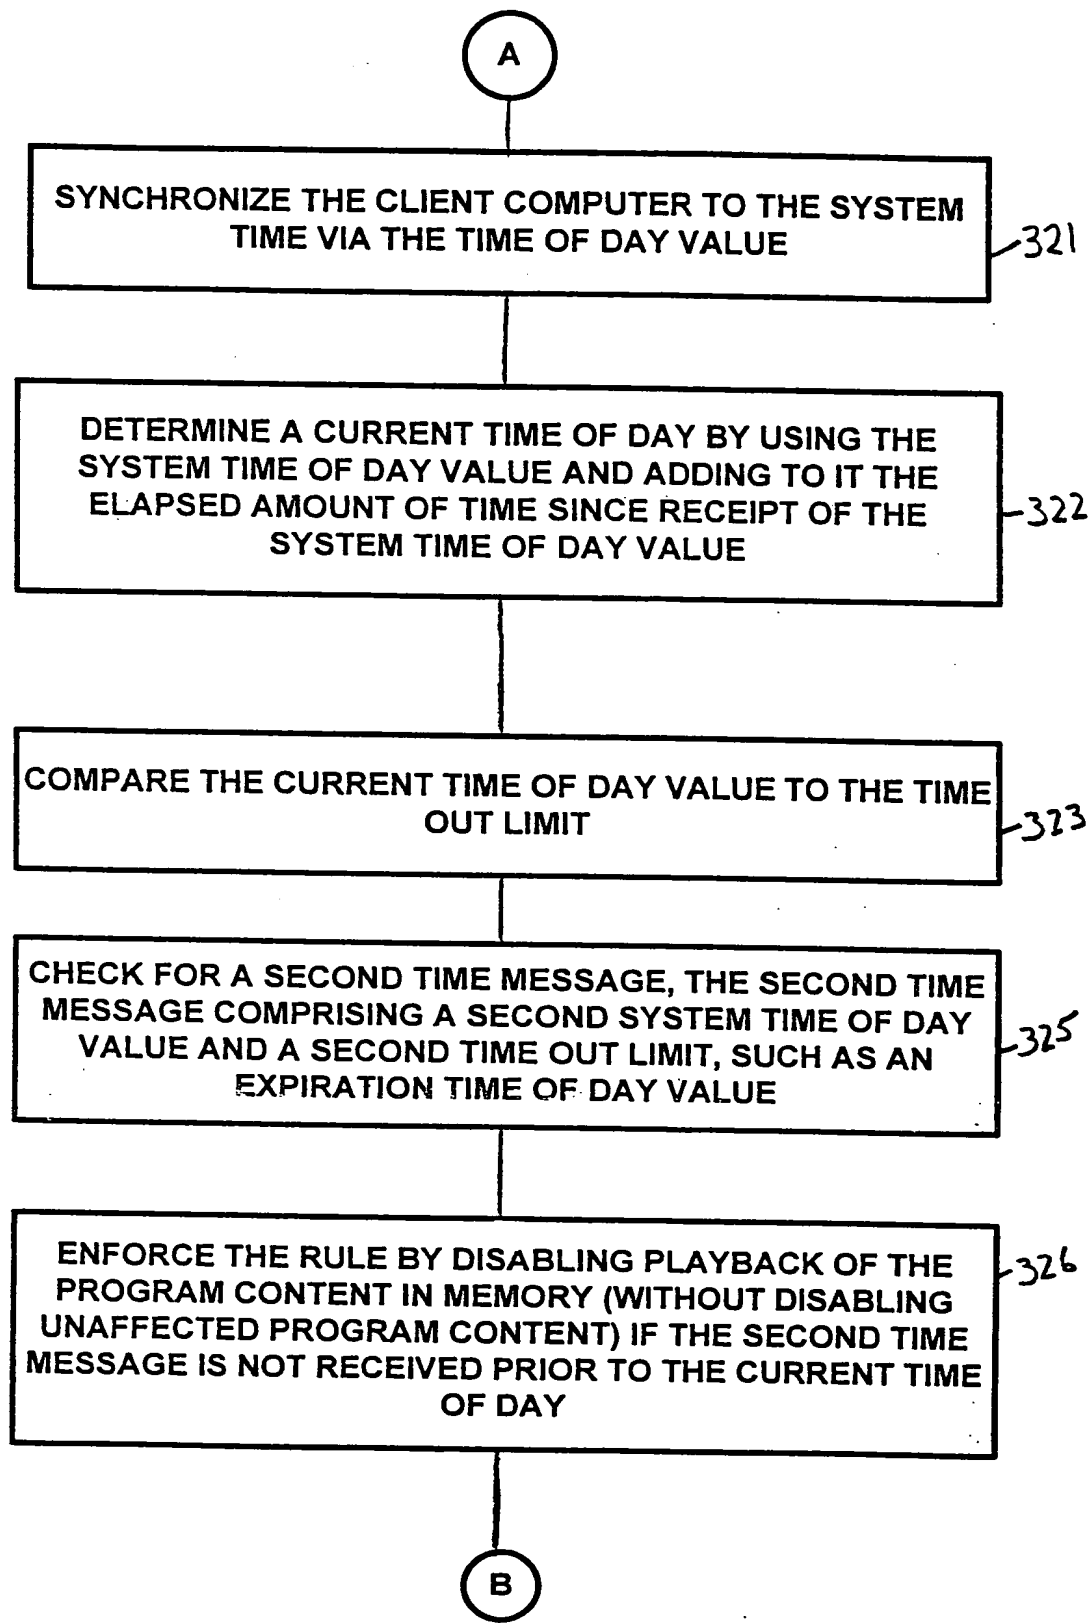 A
SYNCHRONIZE THE CLIENT COMPUTER TO THE SYSTEM
TIME VIA THE TIME OF DAY VALUE
321
DETERMINE A CURRENT TIME OF DAY BY USING THE
SYSTEM TIME OF DAY VALUE AND ADDING TO IT THE
ELAPSED AMOUNT OF TIME SINCE RECEIPT OF THE
SYSTEM TIME OF DAY VALUE
322
COMPARE THE CURRENT TIME OF DAY VALUE TO THE TIME
OUT LIMIT
323
CHECK FOR A SECOND TIME MESSAGE, THE SECOND TIME
MESSAGE COMPRISING A SECOND SYSTEM TIME OF DAY
VALUE AND A SECOND TIME OUT LIMIT, SUCH AS AN
EXPIRATION TIME OF DAY VALUE
325
ENFORCE THE RULE BY DISABLING PLAYBACK OF THE
PROGRAM CONTENT IN MEMORY (WITHOUT DISABLING
UNAFFECTED PROGRAM CONTENT) IF THE SECOND TIME
MESSAGE IS NOT RECEIVED PRIOR TO THE CURRENT TIME
OF DAY
326
B